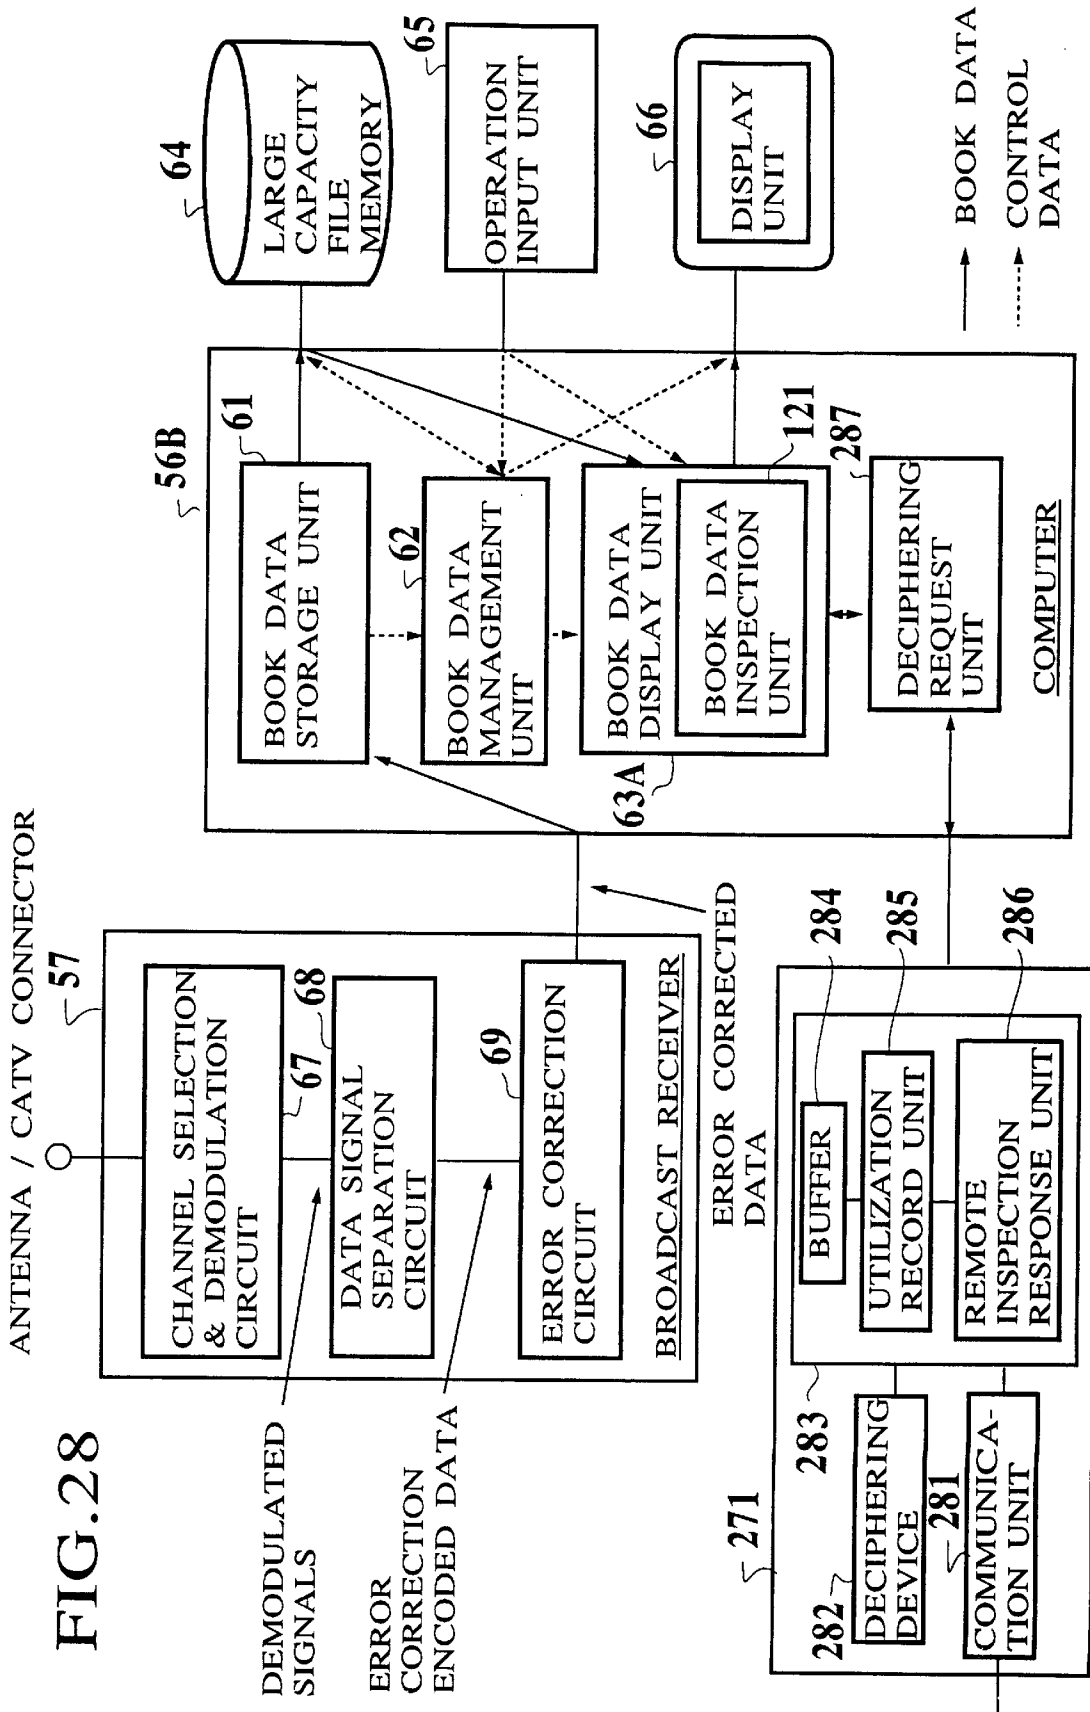 FIG.28
ANTENNA / CATV CONNECTOR
57
CHANNEL SELECTION
& DEMODULATION
CIRCUIT
67
DEMODULATED
SIGNALS
68
DATA SIGNAL
SEPARATION
CIRCUIT
ERROR
CORRECTION
ENCODED DATA
69
ERROR CORRECTION
CIRCUIT
BROADCAST RECEIVER
ERROR CORRECTED
DATA
56B
61
BOOK DATA
STORAGE UNIT
62
BOOK DATA
MANAGEMENT
UNIT
63A
BOOK DATA
DISPLAY UNIT
121
BOOK DATA
INSPECTION
UNIT
287
DECIPHERING
REQUEST
UNIT
COMPUTER
64
LARGE
CAPACITY
FILE
MEMORY
65
OPERATION
INPUT UNIT
66
DISPLAY
UNIT
BOOK DATA
CONTROL
DATA
271
282
DECIPHERING
DEVICE
281
COMMUNICA-
TION UNIT
283
284
BUFFER
285
UTILIZATION
RECORD UNIT
286
REMOTE
INSPECTION
RESPONSE UNIT